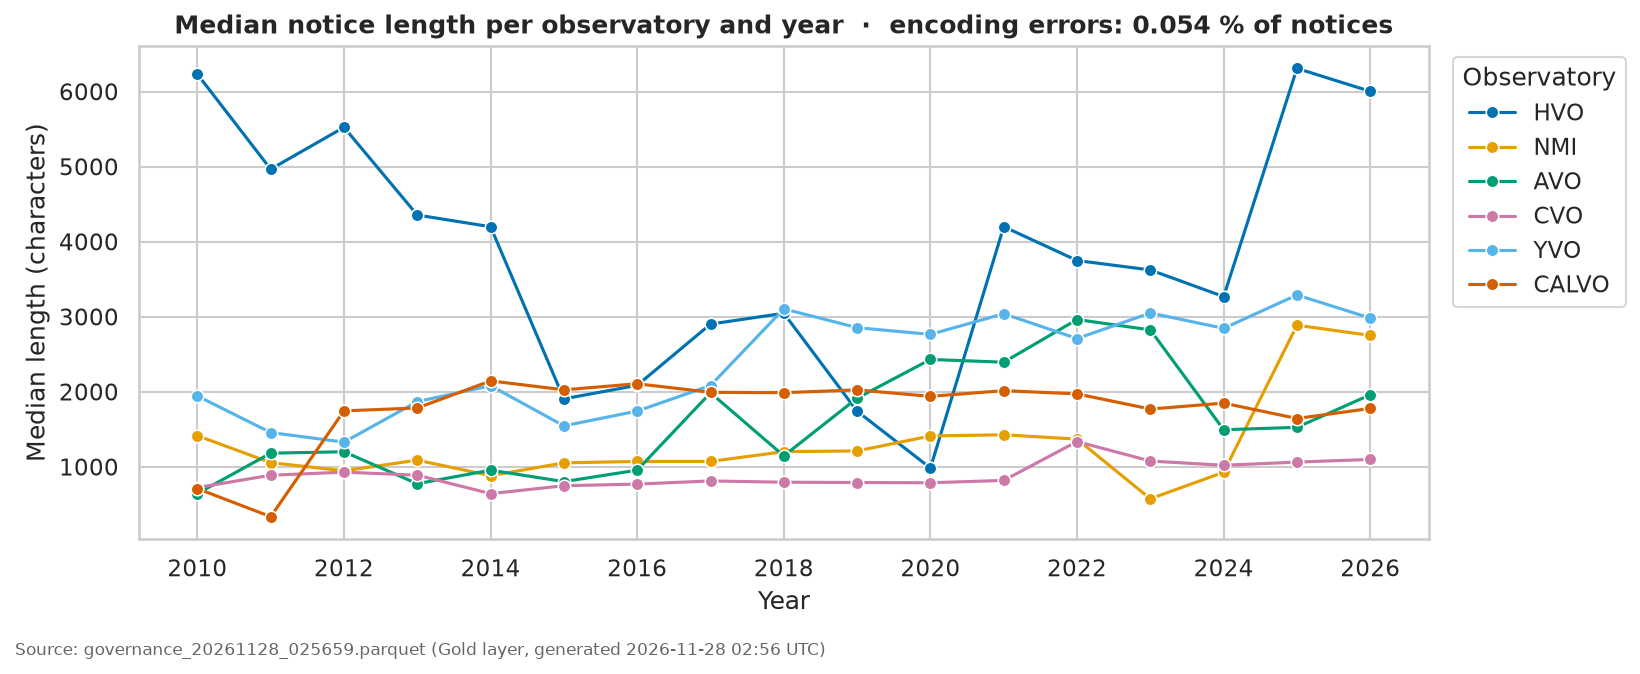 Median notice length per observatory and year · encoding errors: 0.054 % of notices
Median length (characters)
6000
5000
4000
3000
2000
1000
2010 2012 2014 2016 2018 2020 2022 2024 2026
Year
Observatory
HVO
NMI
AVO
CVO
YVO
CALVO
Source: governance_20261128_025659.parquet (Gold layer, generated 2026-11-28 02:56 UTC)